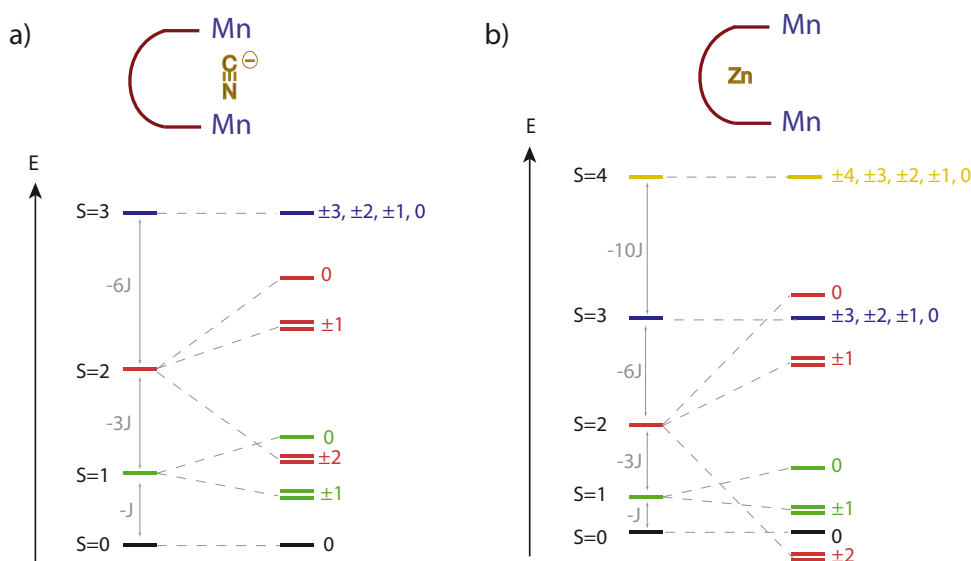 a)
Mn
C
N
Mn
E
S=3
±3, ±2, ±1, 0
-6J
0
±1
S=2
-3J
0
±2
S=1
±1
-J
S=0
0
b)
Mn
Zn
Mn
E
S=4
±4, ±3, ±2, ±1, 0
-10J
0
S=3
±3, ±2, ±1, 0
-6J
±1
S=2
-3J
0
S=1
±1
-J
S=0
0
±2